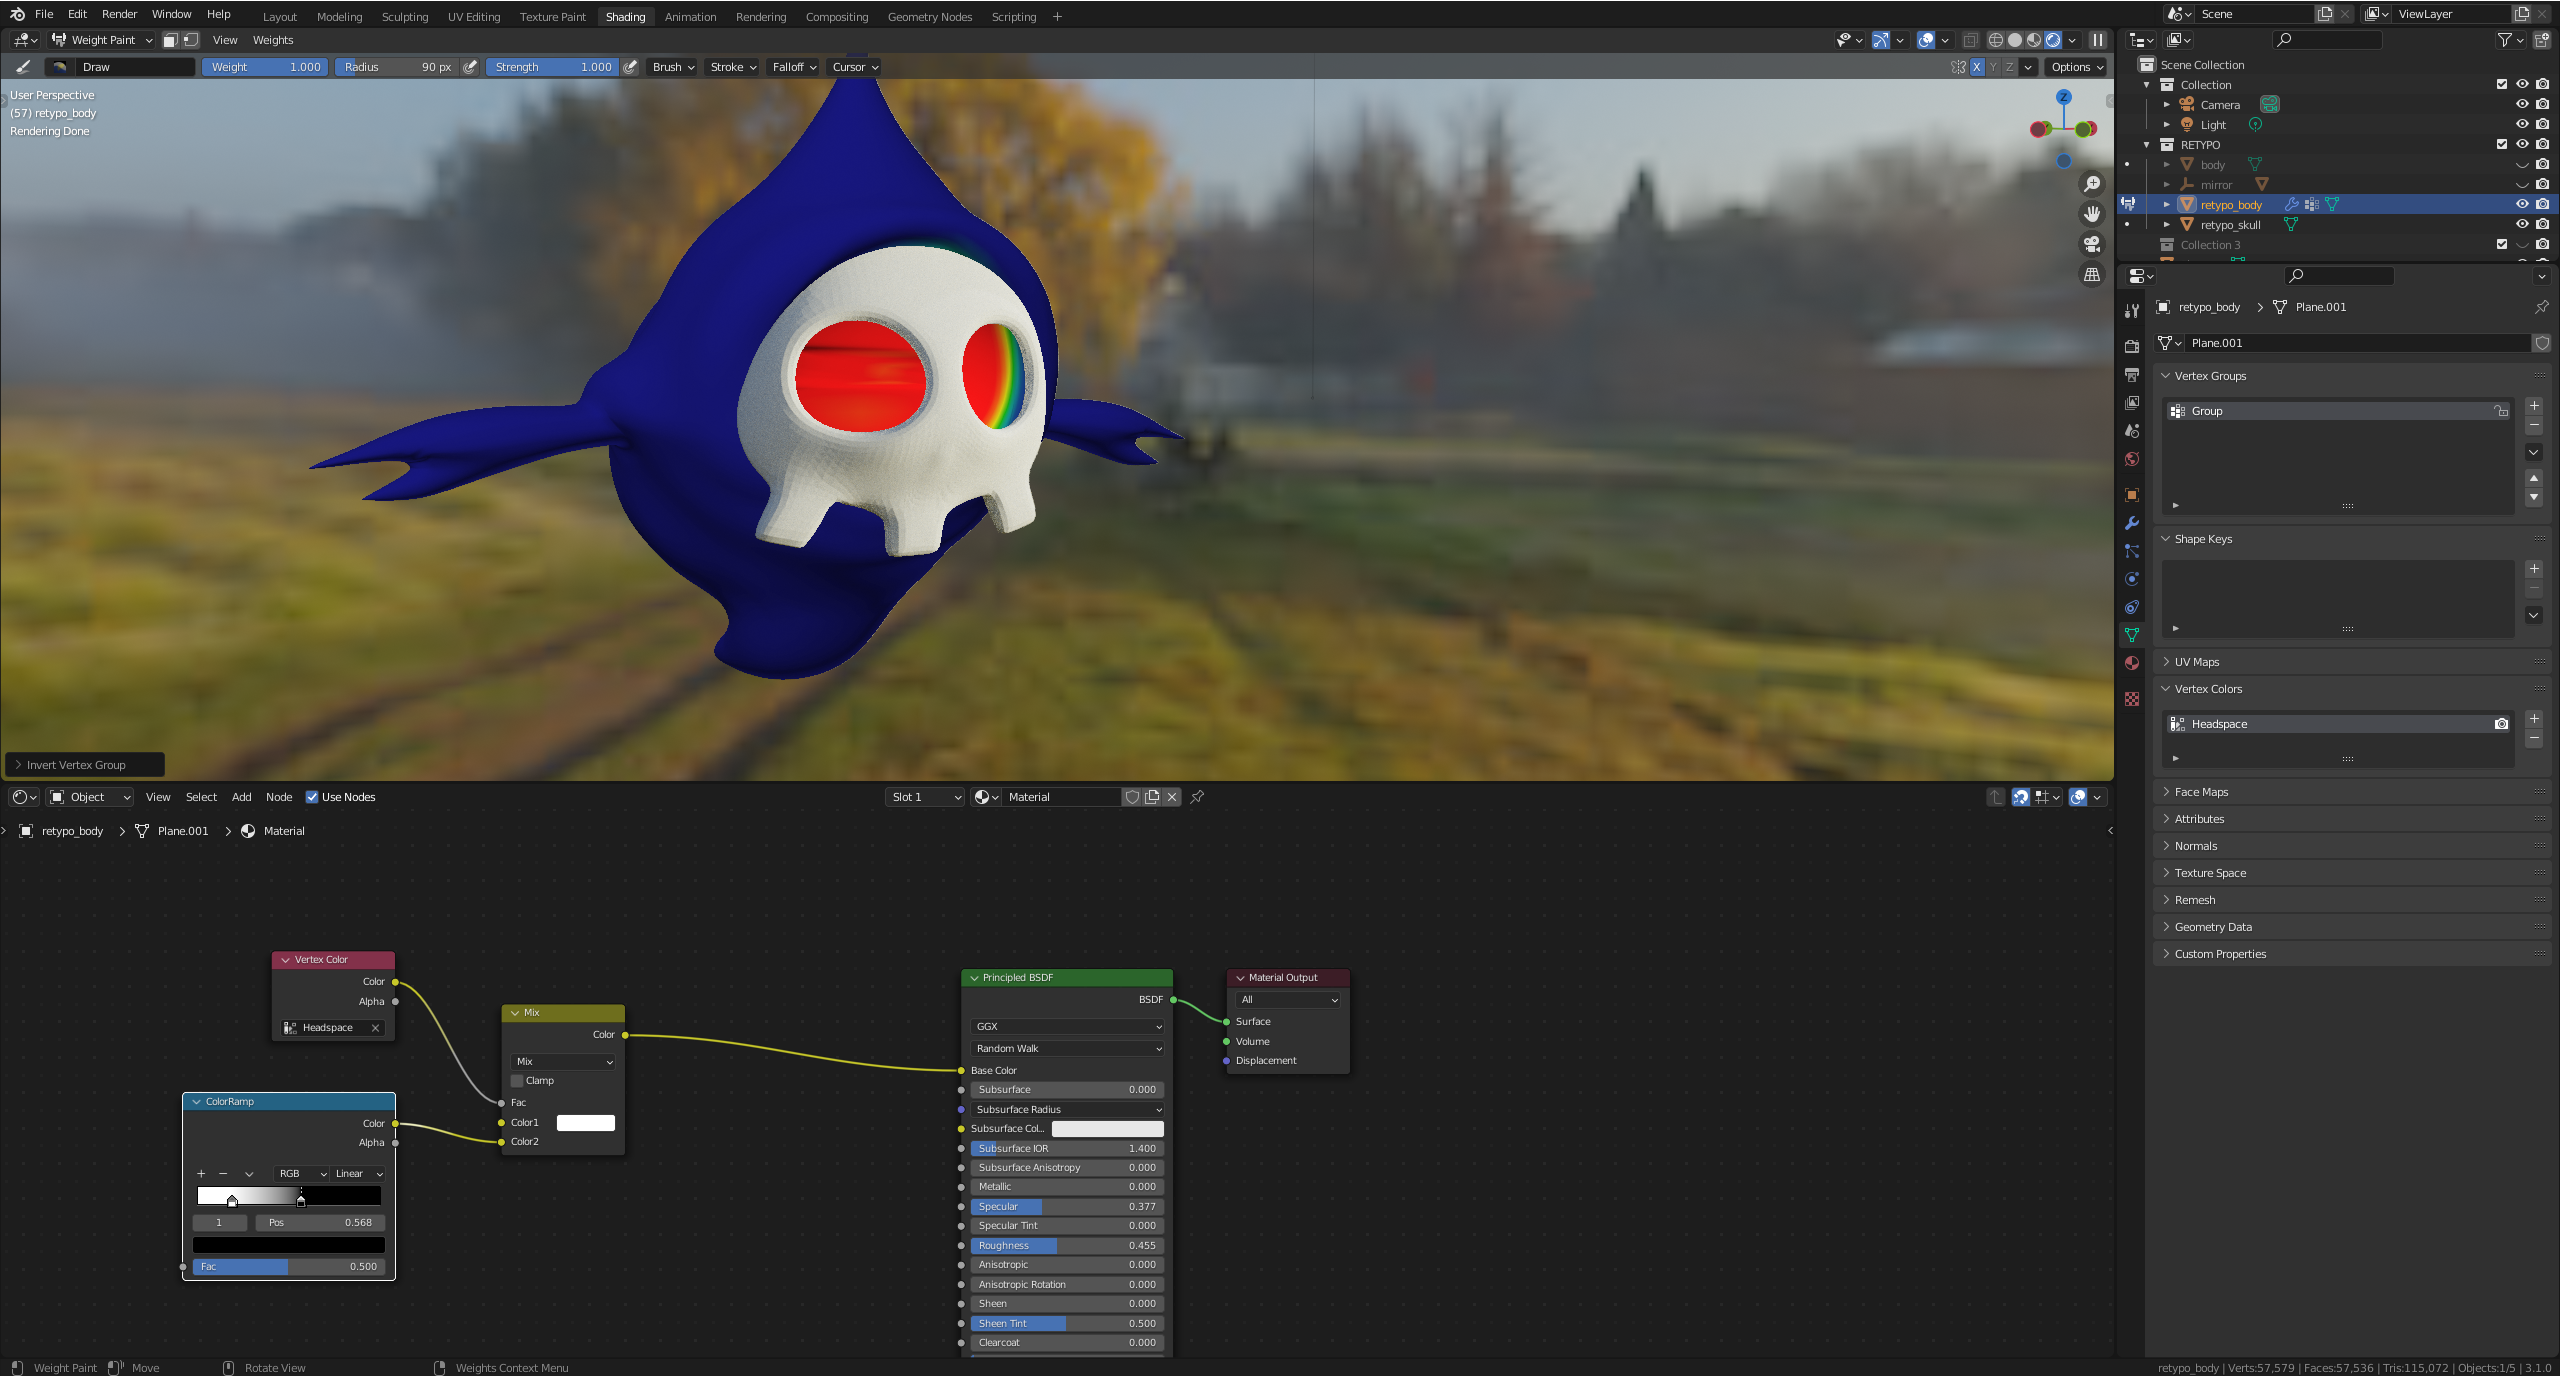 File Edit Render Window Help
Layout Modeling Sculpting UV Editing Texture Paint Shading Animation Rendering Compositing Geometry Nodes Scripting +
Scene
ViewLayer
Weight Paint View Weights
Draw Weight 1.000 Radius 90 px Strength 1.000 Brush Stroke Falloff Cursor
X Y Z Options
User Perspective
(57) retypo_body
Rendering Done
Z
Invert Vertex Group
Scene Collection
Collection
Camera
Light
RETYPO
body
mirror
retypo_body
retypo_skull
Collection 3
retypo_body > Plane.001
Plane.001
Vertex Groups
Group
Shape Keys
UV Maps
Vertex Colors
Headspace
Face Maps
Attributes
Normals
Texture Space
Remesh
Geometry Data
Custom Properties
Object View Select Add Node Use Nodes
Slot 1 Material
retypo_body > Plane.001 > Material
Vertex Color
Color
Alpha
Headspace
ColorRamp
Color
Alpha
RGB Linear
1 Pos 0.568
Fac 0.500
Mix
Color
Mix
Clamp
Fac
Color1
Color2
Principled BSDF
BSDF
GGX
Random Walk
Base Color
Subsurface 0.000
Subsurface Radius
Subsurface Col...
Subsurface IOR 1.400
Subsurface Anisotropy 0.000
Metallic 0.000
Specular 0.377
Specular Tint 0.000
Roughness 0.455
Anisotropic 0.000
Anisotropic Rotation 0.000
Sheen 0.000
Sheen Tint 0.500
Clearcoat 0.000
Material Output
All
Surface
Volume
Displacement
Weight Paint Move Rotate View Weights Context Menu
retypo_body | Verts:57,579 | Faces:57,536 | Tris:115,072 | Objects:1/5 | 3.1.0